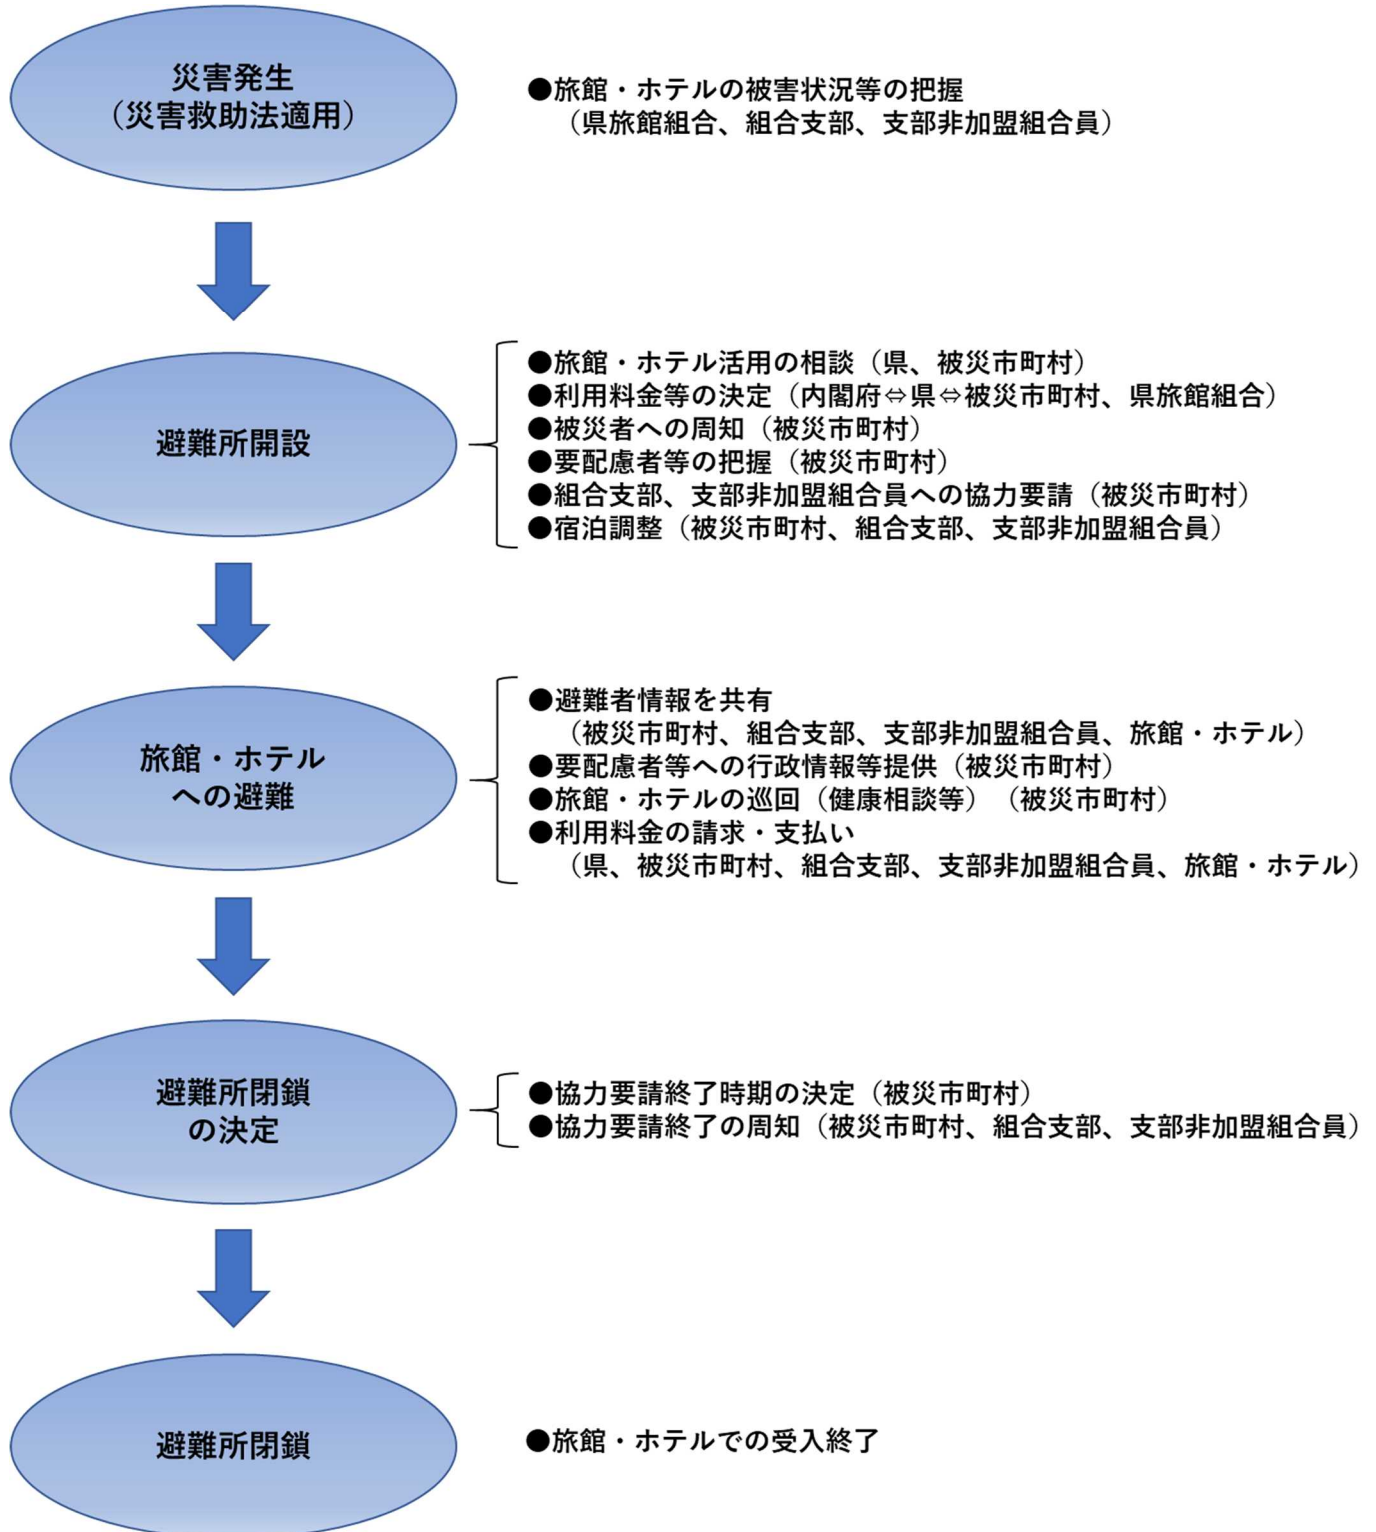 災害発生
（災害救助法適用）
●旅館・ホテルの被害状況等の把握
（県旅館組合、組合支部、支部非加盟組合員）
避難所開設
●旅館・ホテル活用の相談（県、被災市町村）
●利用料金等の決定（内閣府⇔県⇔被災市町村、県旅館組合）
●被災者への周知（被災市町村）
●要配慮者等の把握（被災市町村）
●組合支部、支部非加盟組合員への協力要請（被災市町村）
●宿泊調整（被災市町村、組合支部、支部非加盟組合員）
旅館・ホテル
への避難
●避難者情報を共有
（被災市町村、組合支部、支部非加盟組合員、旅館・ホテル）
●要配慮者等への行政情報等提供（被災市町村）
●旅館・ホテルの巡回（健康相談等）（被災市町村）
●利用料金の請求・支払い
（県、被災市町村、組合支部、支部非加盟組合員、旅館・ホテル）
避難所閉鎖
の決定
●協力要請終了時期の決定（被災市町村）
●協力要請終了の周知（被災市町村、組合支部、支部非加盟組合員）
避難所閉鎖
●旅館・ホテルでの受入終了